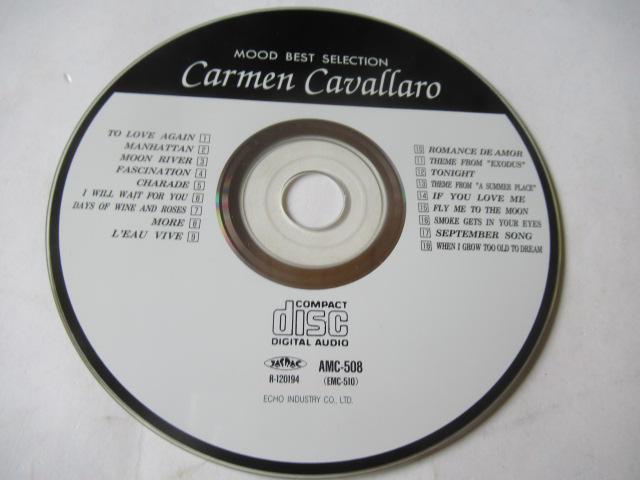 MOOD BEST SELECTION
Carmen Cavallaro
TO LOVE AGAIN 1
MANHATTAN 2
MOON RIVER 3
FASCINATION 4
CHARADE 5
I WILL WAIT FOR YOU 6
DAYS OF WINE AND ROSES 7
MORE 8
L'EAU VIVE 9
10 ROMANCE DE AMOR
11 THEME FROM "EXODUS"
12 TONIGHT
13 THEME FROM "A SUMMER PLACE"
14 IF YOU LOVE ME
15 FLY ME TO THE MOON
16 SMOKE GETS IN YOUR EYES
17 SEPTEMBER SONG
18 WHEN I GROW TOO OLD TO DREAM
COMPACT
disc
DIGITAL AUDIO
JASRAC
R-120194
AMC-508
(EMC-510)
ECHO INDUSTRY CO., LTD.